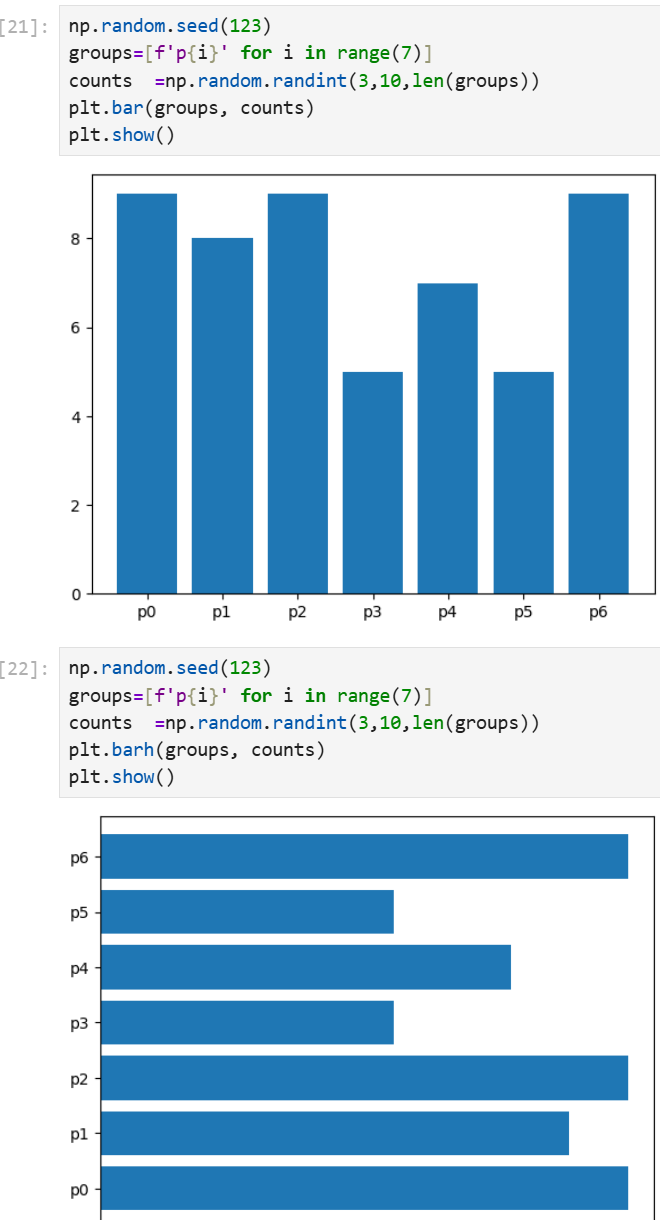 [21]:
np.random.seed(123)
groups=[f'p{i}' for i in range(7)]
counts  =np.random.randint(3,10,len(groups))
plt.bar(groups, counts)
plt.show()
8
6
4
2
0
p0 p1 p2 p3 p4 p5 p6
[22]:
np.random.seed(123)
groups=[f'p{i}' for i in range(7)]
counts  =np.random.randint(3,10,len(groups))
plt.barh(groups, counts)
plt.show()
p6
p5
p4
p3
p2
p1
p0